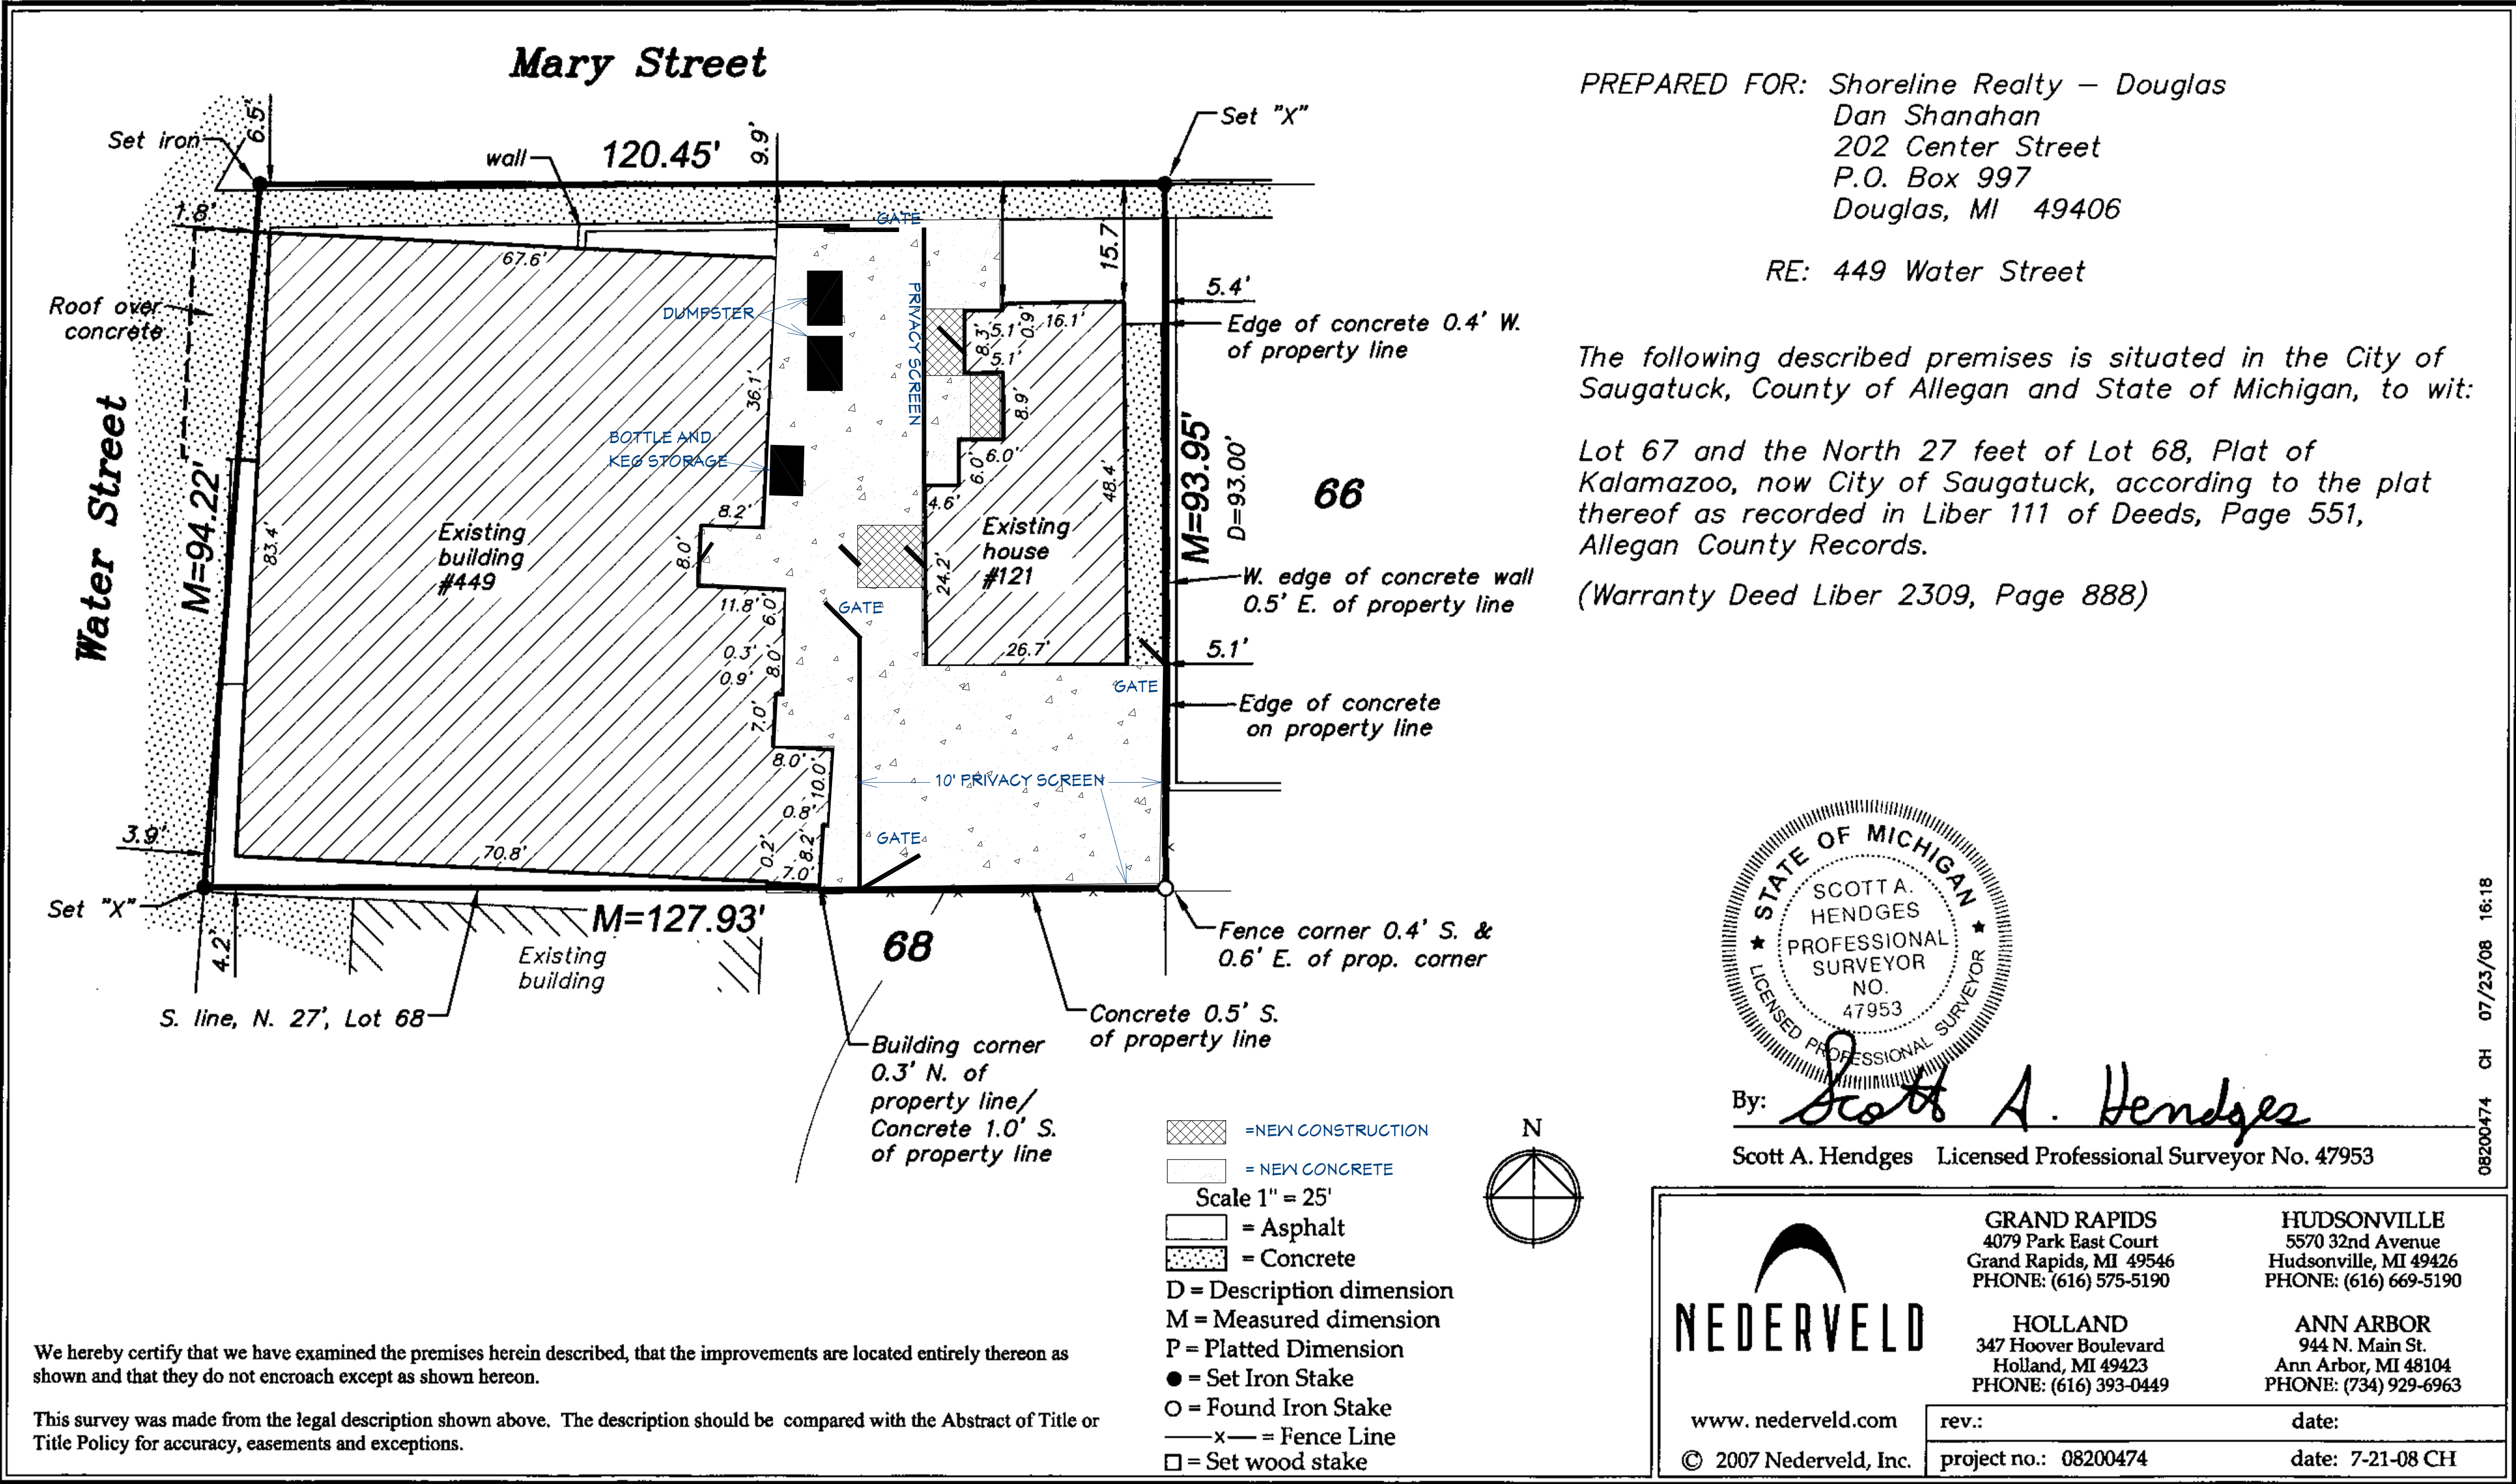 Mary Street
Set iron
6.5'
wall
120.45'
9.9'
Set "X"
1.8'
67.6'
GATE
15.7'
5.4'
Roof over
concrete
DUMPSTER
PRIVACY SCREEN
8.3'
5.1'
0.9'
16.1'
5.1'
Edge of concrete 0.4' W.
of property line
36.1'
8.9'
BOTTLE AND
KEG STORAGE
6.0'
6.0'
48.4'
4.6'
M=93.95'
D=93.00'
66
Water Street
M=94.22'
83.4'
8.2'
8.0'
Existing
building
#449
Existing
house
#121
24.2'
W. edge of concrete wall
0.5' E. of property line
11.8'
6.0'
GATE
0.3'
0.9'
8.0'
26.7'
5.1'
7.0'
GATE
Edge of concrete
on property line
8.0'
10.0'
10' PRIVACY SCREEN
0.8'
3.9'
GATE
70.8'
0.2'
8.2'
7.0'
Set "X"
4.2'
M=127.93'
Existing
building
68
Fence corner 0.4' S. &
0.6' E. of prop. corner
S. line, N. 27', Lot 68
Concrete 0.5' S.
of property line
Building corner
0.3' N. of
property line/
Concrete 1.0' S.
of property line
PREPARED FOR: Shoreline Realty – Douglas
Dan Shanahan
202 Center Street
P.O. Box 997
Douglas, MI 49406
RE: 449 Water Street
The following described premises is situated in the City of
Saugatuck, County of Allegan and State of Michigan, to wit:
Lot 67 and the North 27 feet of Lot 68, Plat of
Kalamazoo, now City of Saugatuck, according to the plat
thereof as recorded in Liber 111 of Deeds, Page 551,
Allegan County Records.
(Warranty Deed Liber 2309, Page 888)
STATE OF MICHIGAN
SCOTT A.
HENDGES
PROFESSIONAL
SURVEYOR
NO.
47953
LICENSED PROFESSIONAL SURVEYOR
By: Scott A. Hendges
Scott A. Hendges Licensed Professional Surveyor No. 47953
08200474 CH 07/23/08 16:18
=NEW CONSTRUCTION
= NEW CONCRETE
Scale 1" = 25'
= Asphalt
= Concrete
D = Description dimension
M = Measured dimension
P = Platted Dimension
= Set Iron Stake
= Found Iron Stake
x = Fence Line
= Set wood stake
N
We hereby certify that we have examined the premises herein described, that the improvements are located entirely thereon as
shown and that they do not encroach except as shown hereon.
This survey was made from the legal description shown above. The description should be compared with the Abstract of Title or
Title Policy for accuracy, easements and exceptions.
NEDERVELD
www. nederveld.com
© 2007 Nederveld, Inc.
GRAND RAPIDS
4079 Park East Court
Grand Rapids, MI 49546
PHONE: (616) 575-5190
HUDSONVILLE
5570 32nd Avenue
Hudsonville, MI 49426
PHONE: (616) 669-5190
HOLLAND
347 Hoover Boulevard
Holland, MI 49423
PHONE: (616) 393-0449
ANN ARBOR
944 N. Main St.
Ann Arbor, MI 48104
PHONE: (734) 929-6963
rev.: date:
project no.: 08200474 date: 7-21-08 CH